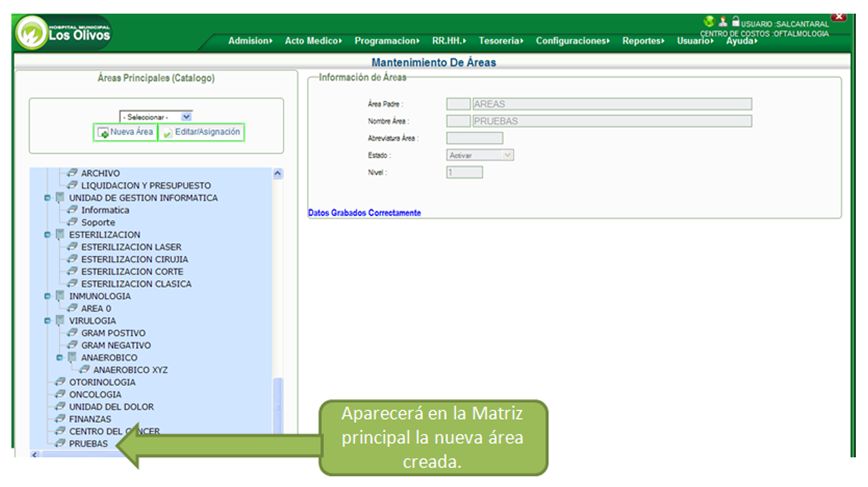 HOSPITAL MUNICIPAL
Los Olivos
USUARIO :SALCANTARAL
CENTRO DE COSTOS :OFTALMOLOGIA
Admision Acto Medico Programacion RR.HH. Tesoreria Configuraciones Reportes Usuario Ayuda
Mantenimiento De Áreas
Áreas Principales (Catalogo)
- Seleccionar -
Nueva Área Editar/Asignación
ARCHIVO
LIQUIDACION Y PRESUPUESTO
UNIDAD DE GESTION INFORMATICA
Informatica
Soporte
ESTERILIZACION
ESTERILIZACION LASER
ESTERILIZACION CIRUJIA
ESTERILIZACION CORTE
ESTERILIZACION CLASICA
INMUNOLOGIA
AREA 0
VIRULOGIA
GRAM POSTIVO
GRAM NEGATIVO
ANAEROBICO
ANAEROBICO XYZ
OTORINOLOGIA
ONCOLOGIA
UNIDAD DEL DOLOR
FINANZAS
CENTRO DEL CANCER
PRUEBAS
Información de Áreas
Área Padre : AREAS
Nombre Área : PRUEBAS
Abreviatura Área :
Estado : Activar
Nivel : 1
Datos Grabados Correctamente
Aparecerá en la Matriz
principal la nueva área
creada.